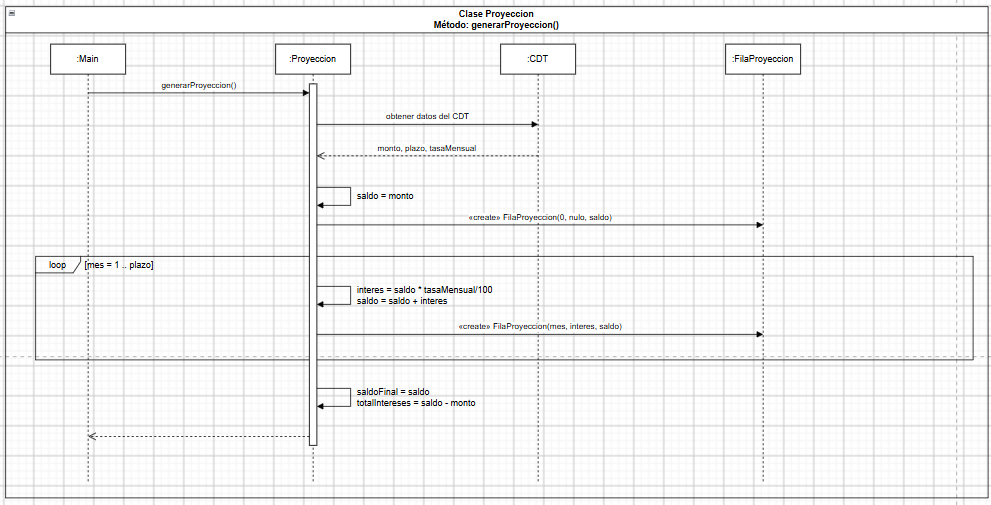 Clase Proyeccion
Método: generarProyeccion()
:Main
:Proyeccion
:CDT
:FilaProyeccion
generarProyeccion()
obtener datos del CDT
monto, plazo, tasaMensual
saldo = monto
«create» FilaProyeccion(0, nulo, saldo)
loop
[mes = 1 .. plazo]
interes = saldo * tasaMensual/100
saldo = saldo + interes
«create» FilaProyeccion(mes, interes, saldo)
saldoFinal = saldo
totalIntereses = saldo - monto